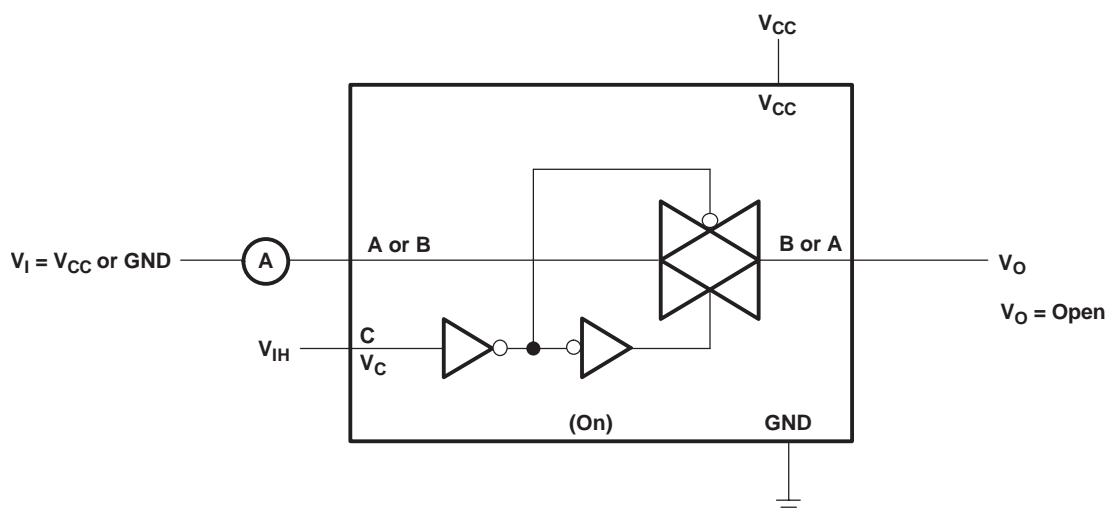 VCC
VCC
A or B
B or A
VI = VCC or GND
A
VO
VO = Open
C
VIH
VC
(On)
GND